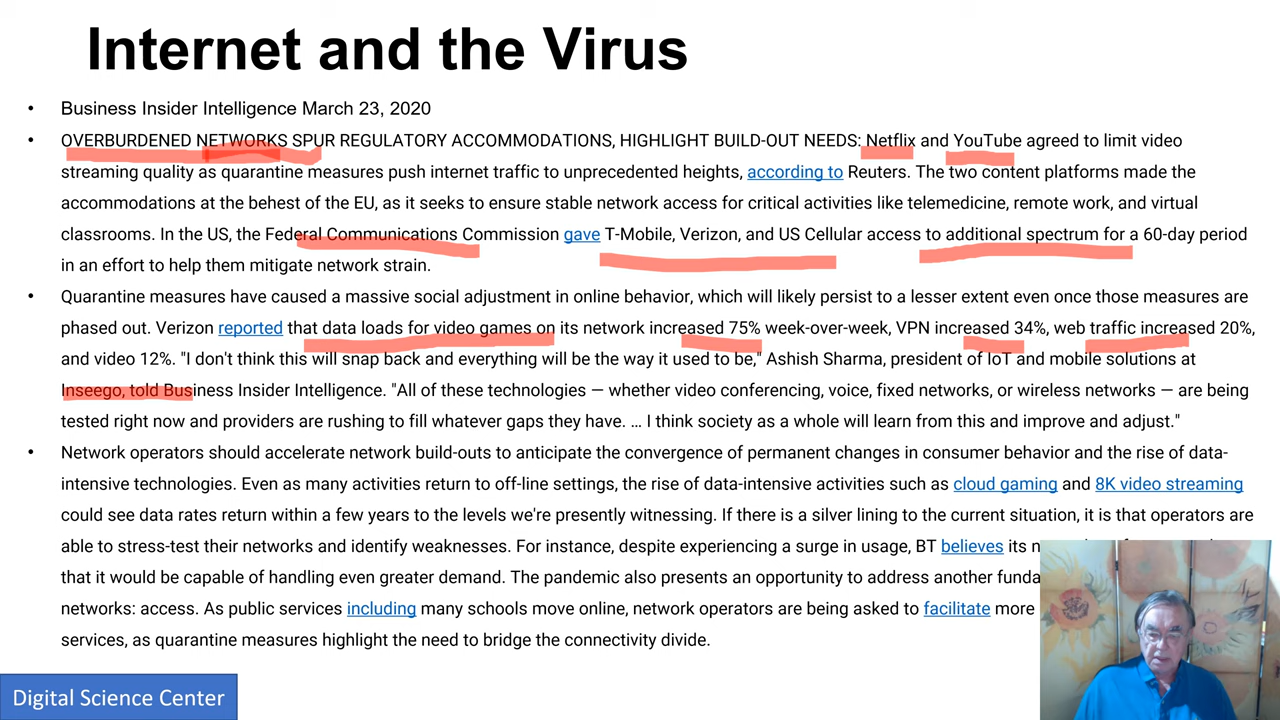 Internet and the Virus
• Business Insider Intelligence March 23, 2020
• OVERBURDENED NETWORKS SPUR REGULATORY ACCOMMODATIONS, HIGHLIGHT BUILD-OUT NEEDS: Netflix and YouTube agreed to limit video
streaming quality as quarantine measures push internet traffic to unprecedented heights, according to Reuters. The two content platforms made the
accommodations at the behest of the EU, as it seeks to ensure stable network access for critical activities like telemedicine, remote work, and virtual
classrooms. In the US, the Federal Communications Commission gave T-Mobile, Verizon, and US Cellular access to additional spectrum for a 60-day period
in an effort to help them mitigate network strain.
• Quarantine measures have caused a massive social adjustment in online behavior, which will likely persist to a lesser extent even once those measures are
phased out. Verizon reported that data loads for video games on its network increased 75% week-over-week, VPN increased 34%, web traffic increased 20%,
and video 12%. "I don't think this will snap back and everything will be the way it used to be," Ashish Sharma, president of IoT and mobile solutions at
Inseego, told Business Insider Intelligence. "All of these technologies — whether video conferencing, voice, fixed networks, or wireless networks — are being
tested right now and providers are rushing to fill whatever gaps they have. … I think society as a whole will learn from this and improve and adjust."
• Network operators should accelerate network build-outs to anticipate the convergence of permanent changes in consumer behavior and the rise of data-
intensive technologies. Even as many activities return to off-line settings, the rise of data-intensive activities such as cloud gaming and 8K video streaming
could see data rates return within a few years to the levels we're presently witnessing. If there is a silver lining to the current situation, it is that operators are
able to stress-test their networks and identify weaknesses. For instance, despite experiencing a surge in usage, BT believes its
that it would be capable of handling even greater demand. The pandemic also presents an opportunity to address another funda
networks: access. As public services including many schools move online, network operators are being asked to facilitate more
services, as quarantine measures highlight the need to bridge the connectivity divide.
Digital Science Center